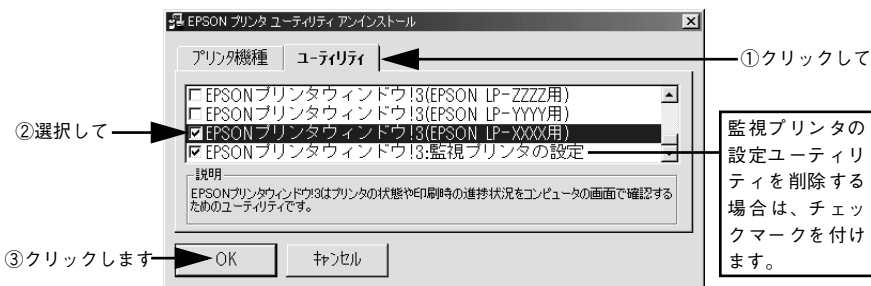 EPSON プリンタ ユーティリティ アンインストール
プリンタ機種
ユーティリティ
①クリックして
EPSONプリンタウィンドウ!3(EPSON LP-ZZZZ用)
EPSONプリンタウィンドウ!3(EPSON LP-YYYY用)
②選択して
EPSONプリンタウィンドウ!3(EPSON LP-XXXX用)
EPSONプリンタウィンドウ!3:監視プリンタの設定
監視プリンタの
設定ユーティリ
ティを削除する
場合は、チェッ
クマークを付け
ます。
説明
EPSONプリンタウィンドウ!3はプリンタの状態や印刷時の進捗状況をコンピュータの画面で確認する
ためのユーティリティです。
③クリックします
OK
キャンセル